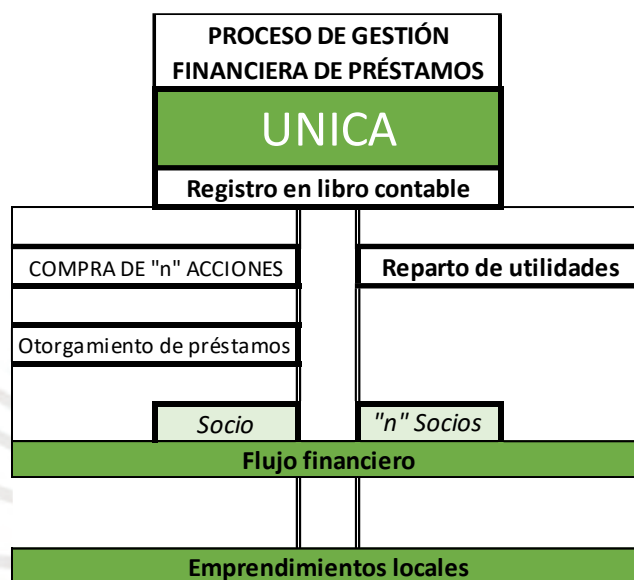 PROCESO DE GESTIÓN
FINANCIERA DE PRÉSTAMOS
UNICA
Registro en libro contable
COMPRA DE "n" ACCIONES
Reparto de utilidades
Otorgamiento de préstamos
Socio
"n" Socios
Flujo financiero
Emprendimientos locales